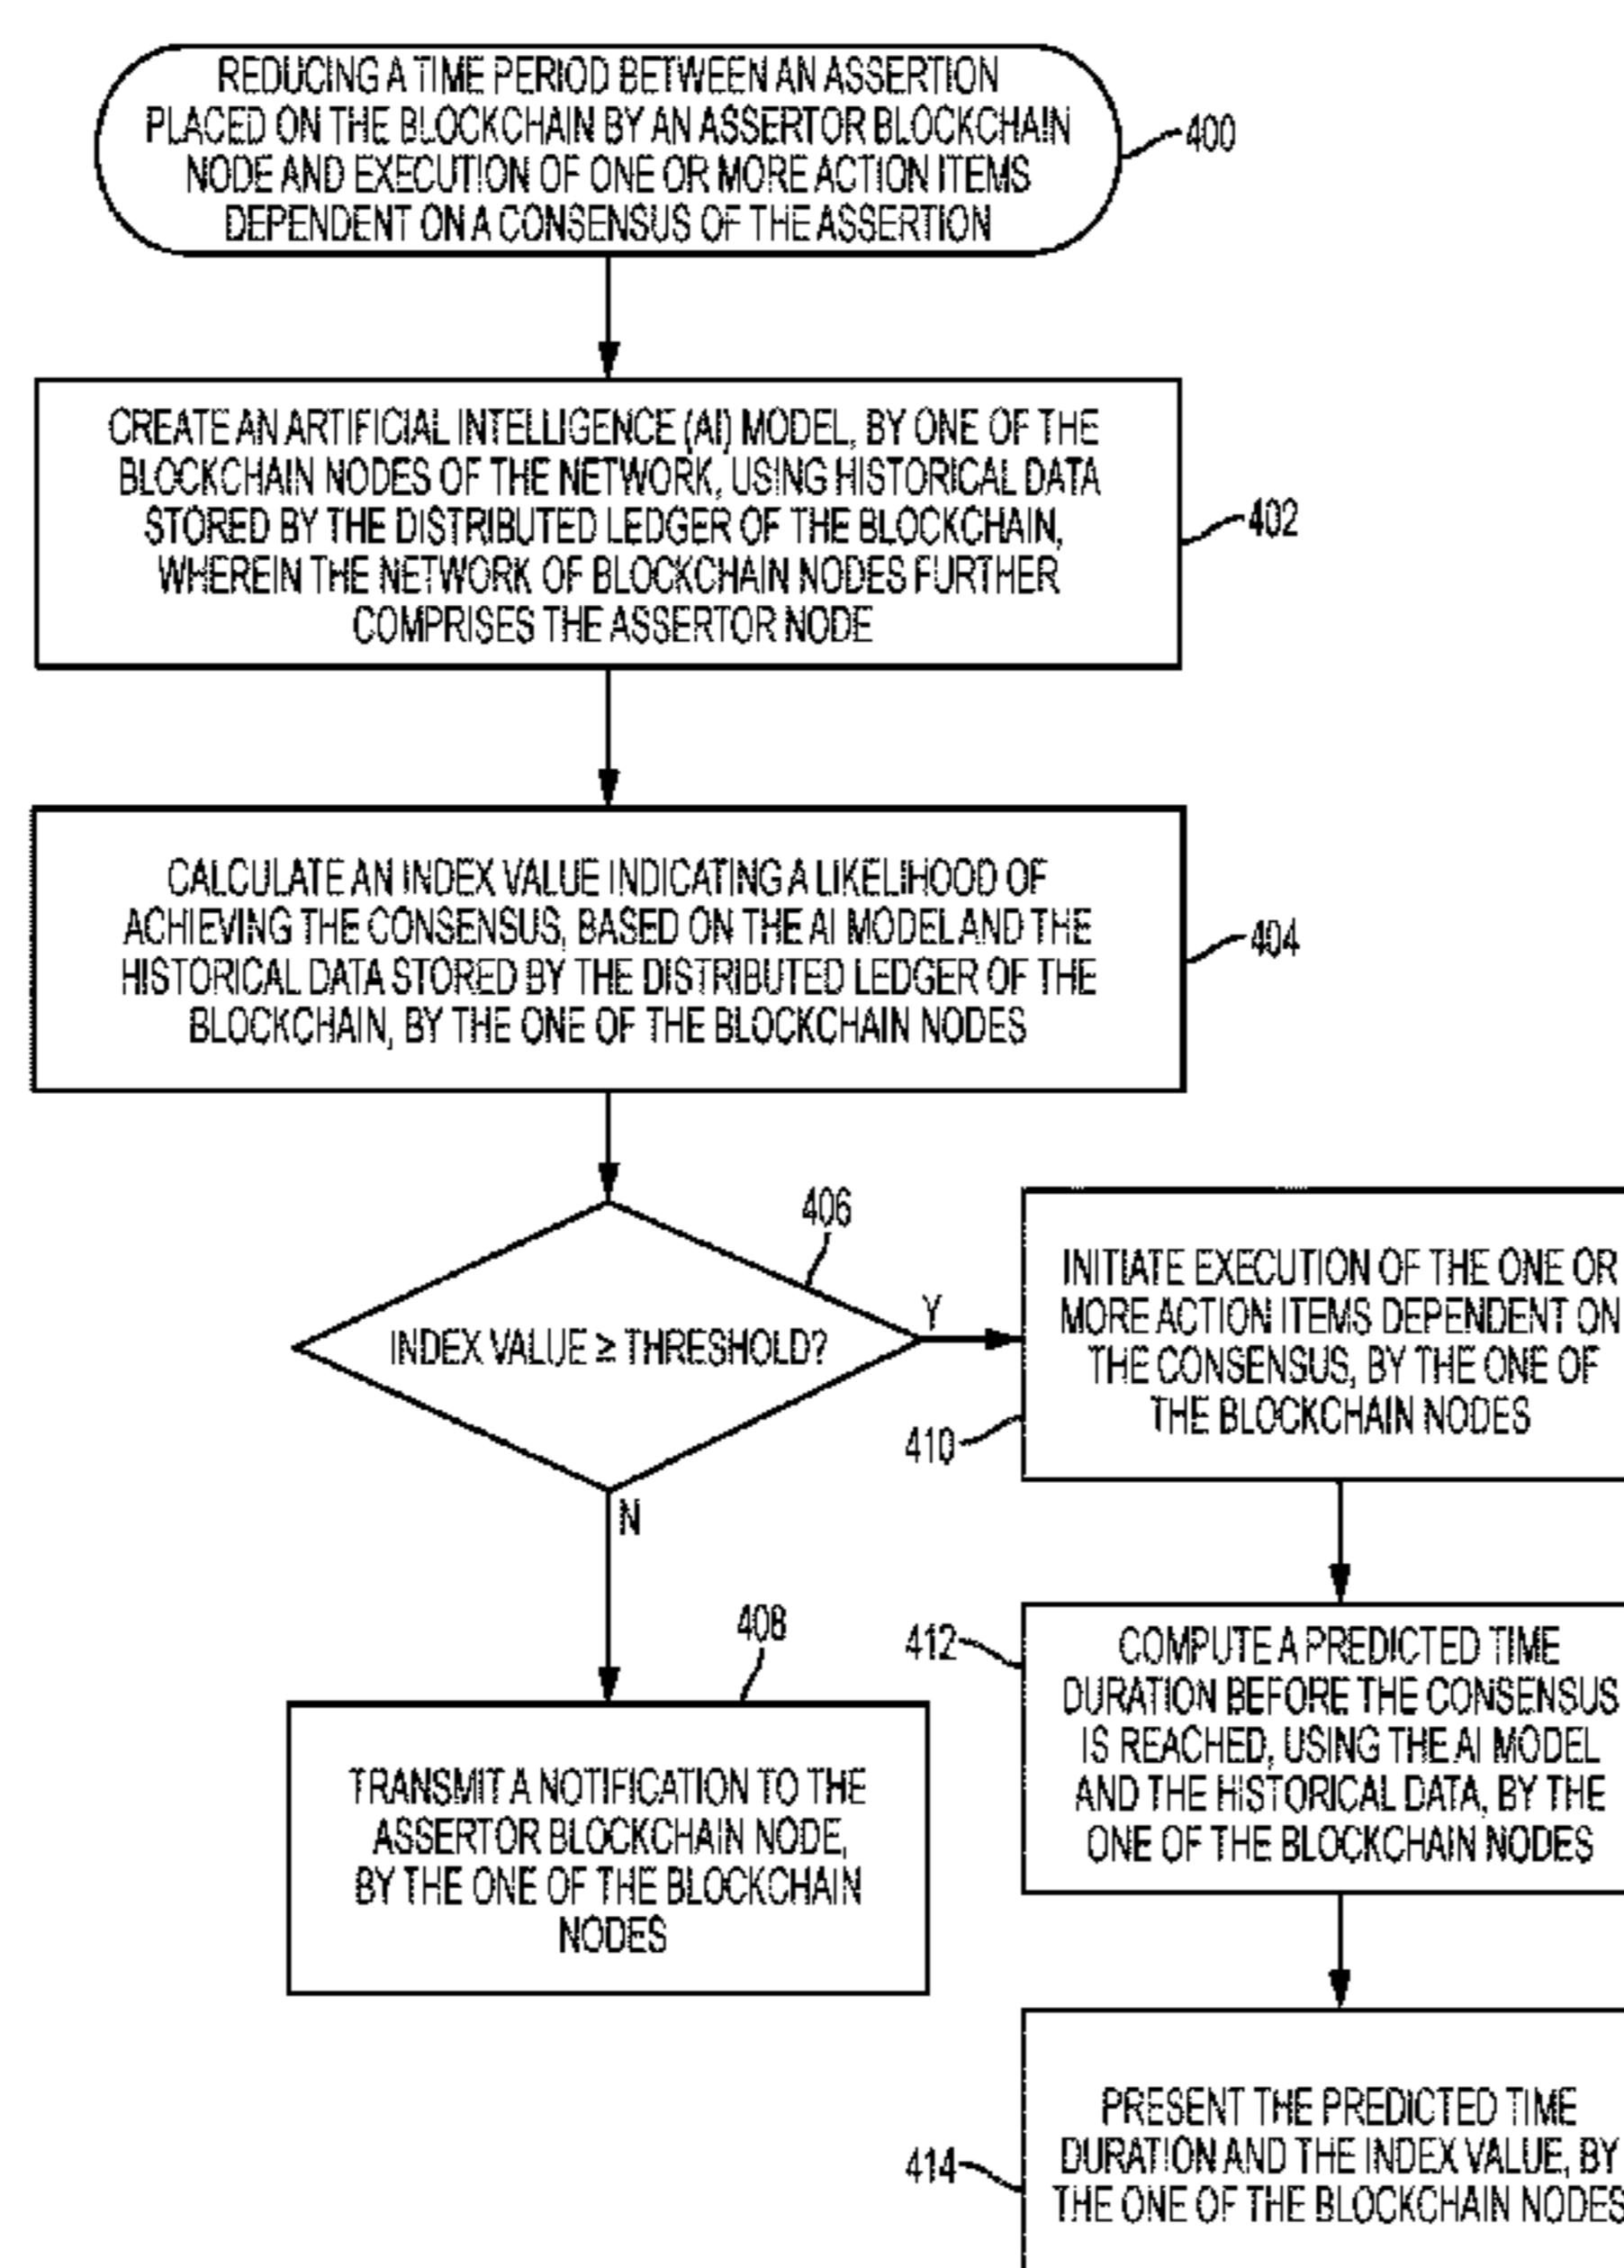 REDUCING A TIME PERIOD BETWEEN AN ASSERTION
PLACED ON THE BLOCKCHAIN BY AN ASSERTOR BLOCKCHAIN
NODE AND EXECUTION OF ONE OR MORE ACTION ITEMS
DEPENDENT ON A CONSENSUS OF THE ASSERTION
400
CREATE AN ARTIFICIAL INTELLIGENCE (AI) MODEL, BY ONE OF THE
BLOCKCHAIN NODES OF THE NETWORK, USING HISTORICAL DATA
STORED BY THE DISTRIBUTED LEDGER OF THE BLOCKCHAIN,
WHEREIN THE NETWORK OF BLOCKCHAIN NODES FURTHER
COMPRISES THE ASSERTOR NODE
402
CALCULATE AN INDEX VALUE INDICATING A LIKELIHOOD OF
ACHIEVING THE CONSENSUS, BASED ON THE AI MODEL AND THE
HISTORICAL DATA STORED BY THE DISTRIBUTED LEDGER OF THE
BLOCKCHAIN, BY THE ONE OF THE BLOCKCHAIN NODES
404
406
INDEX VALUE ≥ THRESHOLD?
Y
N
408
TRANSMIT A NOTIFICATION TO THE
ASSERTOR BLOCKCHAIN NODE,
BY THE ONE OF THE BLOCKCHAIN
NODES
INITIATE EXECUTION OF THE ONE OR
MORE ACTION ITEMS DEPENDENT ON
THE CONSENSUS, BY THE ONE OF
THE BLOCKCHAIN NODES
410
412
COMPUTE A PREDICTED TIME
DURATION BEFORE THE CONSENSUS
IS REACHED, USING THE AI MODEL
AND THE HISTORICAL DATA, BY THE
ONE OF THE BLOCKCHAIN NODES
PRESENT THE PREDICTED TIME
DURATION AND THE INDEX VALUE, BY
THE ONE OF THE BLOCKCHAIN NODES
414